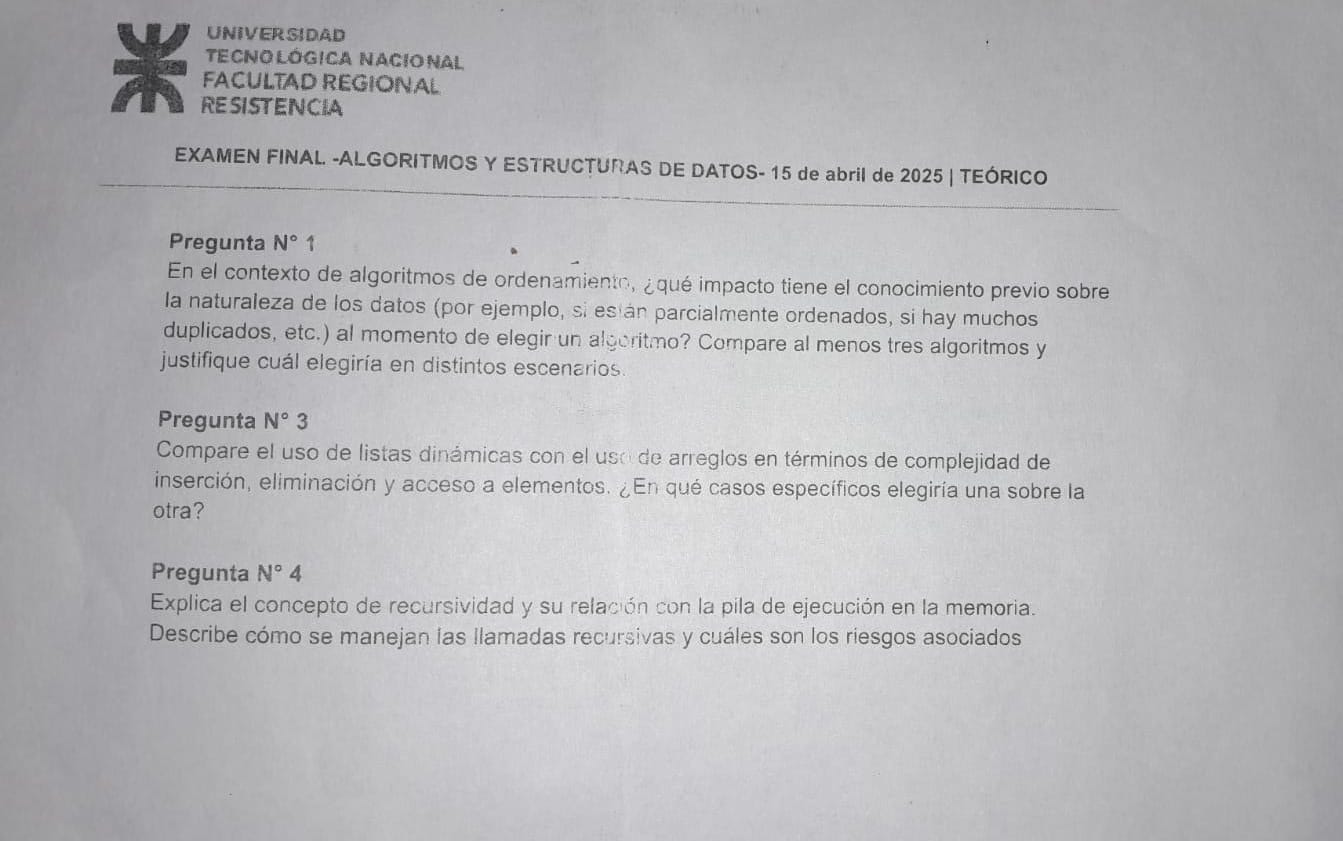 UNIVERSIDAD
TECNOLÓGICA NACIONAL
FACULTAD REGIONAL
RESISTENCIA
EXAMEN FINAL -ALGORITMOS Y ESTRUCTURAS DE DATOS- 15 de abril de 2025 | TEÓRICO
Pregunta N° 1
En el contexto de algoritmos de ordenamiento, ¿qué impacto tiene el conocimiento previo sobre
la naturaleza de los datos (por ejemplo, si están parcialmente ordenados, si hay muchos
duplicados, etc.) al momento de elegir un algoritmo? Compare al menos tres algoritmos y
justifique cuál elegiría en distintos escenarios.
Pregunta N° 3
Compare el uso de listas dinámicas con el uso de arreglos en términos de complejidad de
inserción, eliminación y acceso a elementos. ¿En qué casos específicos elegiría una sobre la
otra?
Pregunta N° 4
Explica el concepto de recursividad y su relación con la pila de ejecución en la memoria.
Describe cómo se manejan las llamadas recursivas y cuáles son los riesgos asociados